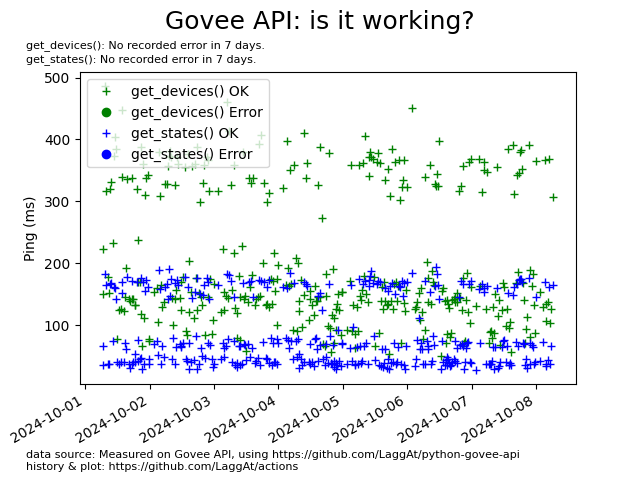 Govee API: is it working?
get_devices(): No recorded error in 7 days.
get_states(): No recorded error in 7 days.
get_devices() OK
get_devices() Error
get_states() OK
get_states() Error
Ping (ms)
500
400
300
200
100
2024-10-01
2024-10-02
2024-10-03
2024-10-04
2024-10-05
2024-10-06
2024-10-07
2024-10-08
data source: Measured on Govee API, using https://github.com/LaggAt/python-govee-api
history & plot: https://github.com/LaggAt/actions